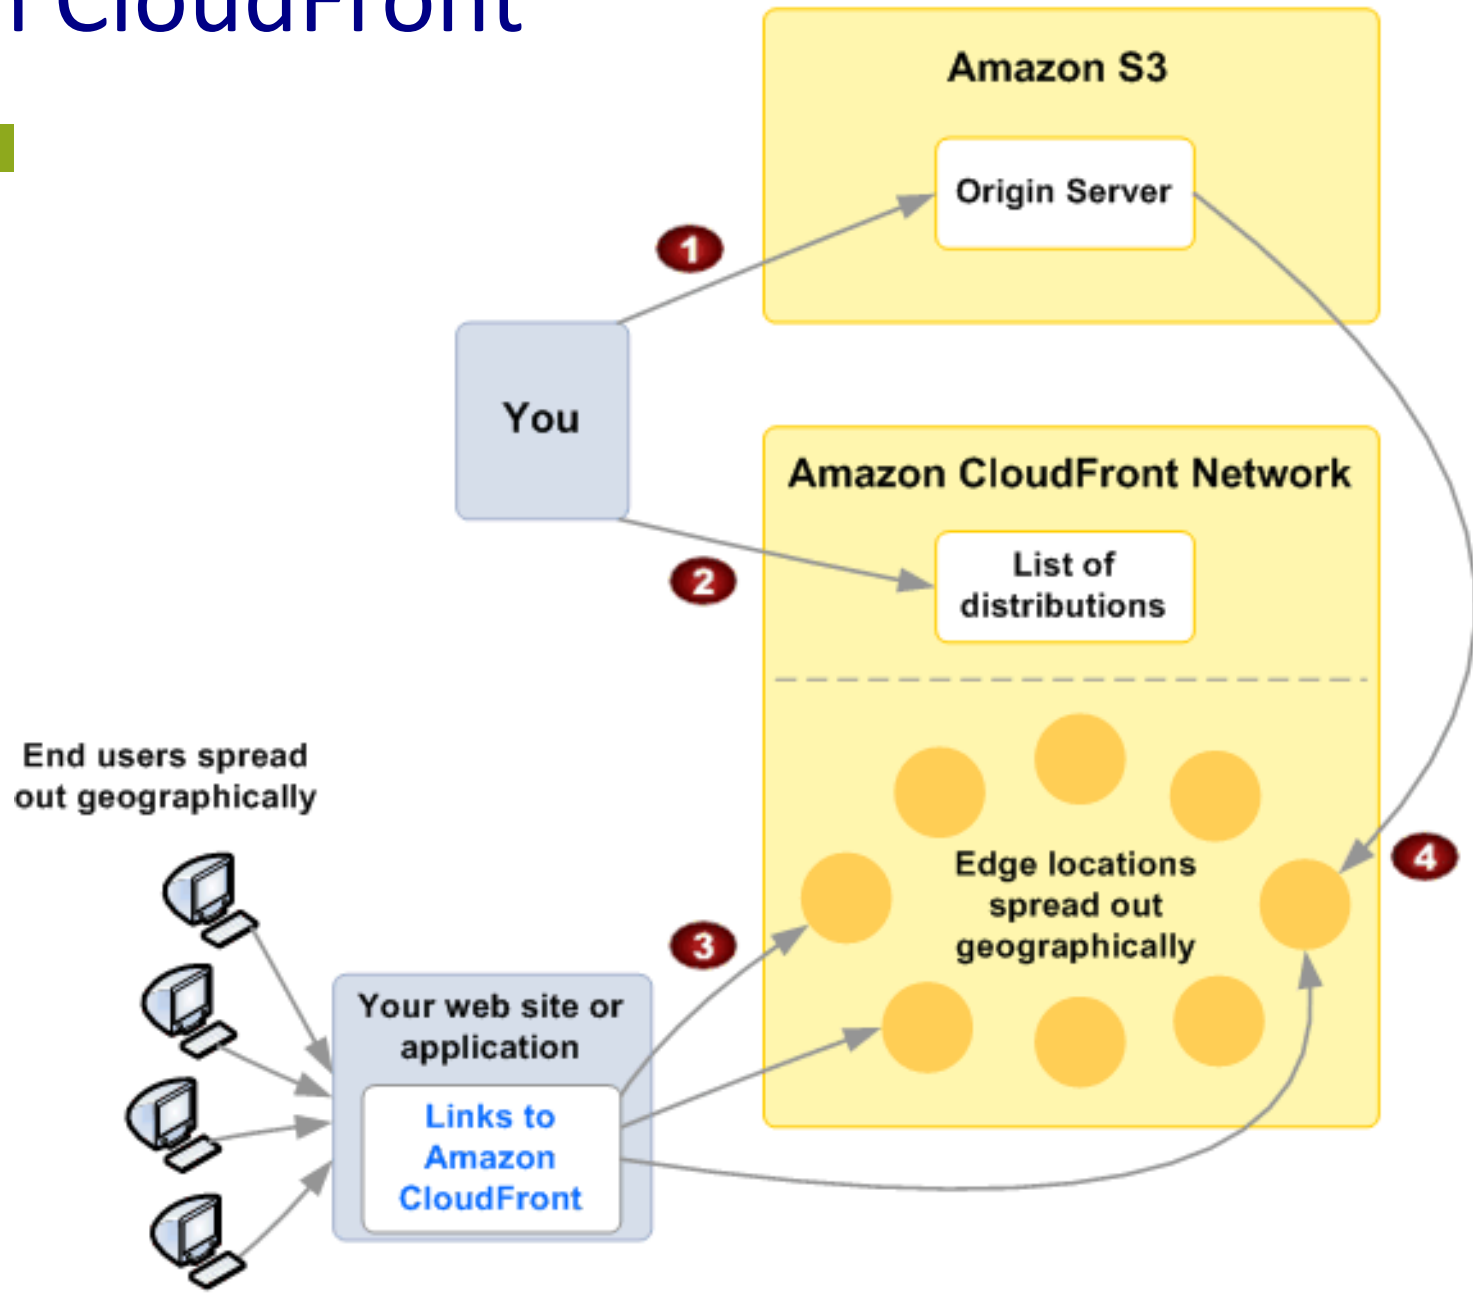 CloudFront
Amazon S3
Origin Server
1
You
Amazon CloudFront Network
List of
distributions
2
End users spread
out geographically
Edge locations
spread out
geographically
4
3
Your web site or
application
Links to
Amazon
CloudFront